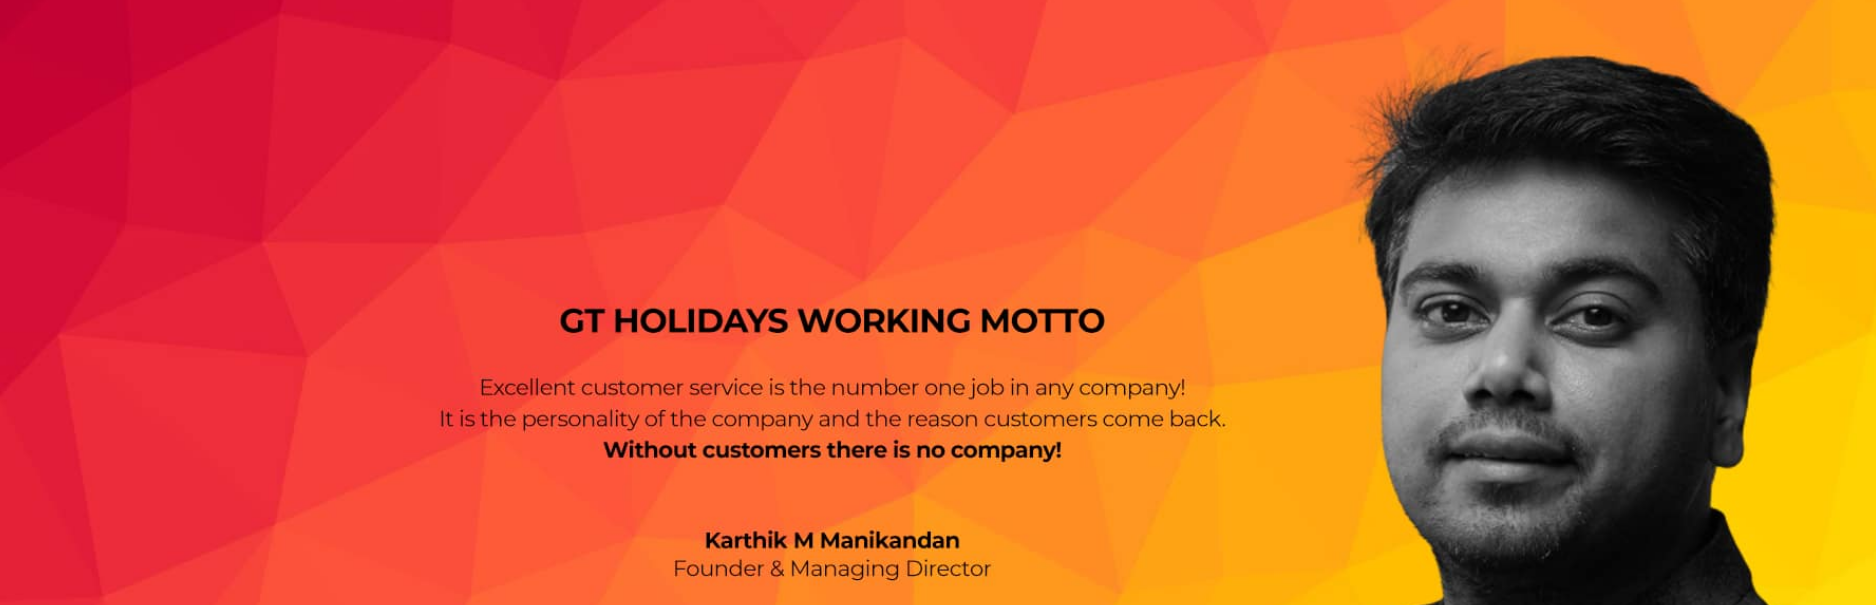 GT HOLIDAYS WORKING MOTTO
Excellent customer service is the number one job in any company!
It is the personality of the company and the reason customers come back.
Without customers there is no company!
Karthik M Manikandan
Founder & Managing Director